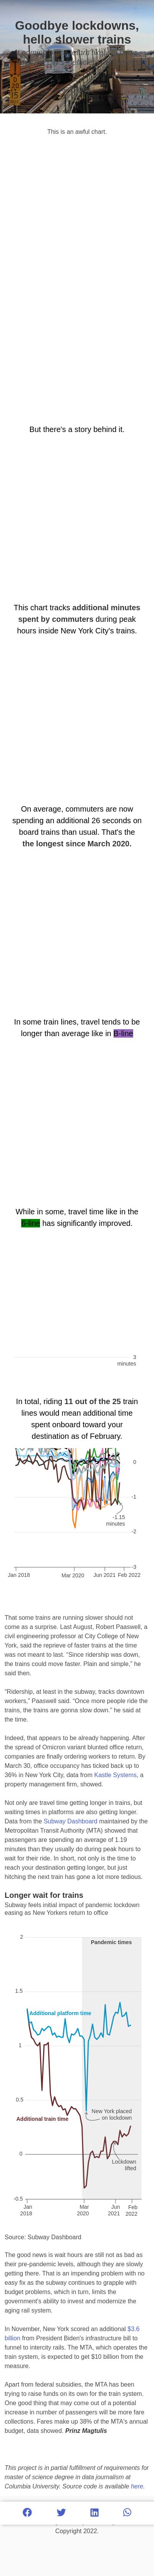 Goodbye lockdowns,
hello slower trains
This is an awful chart.
But there's a story behind it.
This chart tracks additional minutes
spent by commuters during peak
hours inside New York City's trains.
On average, commuters are now
spending an additional 26 seconds on
board trains than usual. That's the
the longest since March 2020.
In some train lines, travel tends to be
longer than average like in B-line
While in some, travel time like in the
6-line has significantly improved.
3
minutes
In total, riding 11 out of the 25 train
lines would mean additional time
spent onboard toward your
destination as of February.
0
-1
-1.15
minutes
-2
-3
Jan 2018
Mar 2020
Jun 2021
Feb 2022
That some trains are running slower should not
come as a surprise. Last August, Robert Paaswell, a
civil engineering professor at City College of New
York, said the reprieve of faster turns in at the time
was not meant to last. “Since ridership was down,
the trains could move faster. Plain and simple,” he
said then.
“Ridership, at least in the subway, tracks downtown
workers,” Paaswell said. “Once more people ride the
trains, the trains are gonna slow down.” he said at
the time.
Indeed, that appears to be already happening. After
the spread of Omicron variant blunted office return,
companies are finally ordering workers to return. By
March 30, office occupancy has ticked back up to
36% in New York City, data from Kastle Systems, a
property management firm, showed.
Not only are travel time getting longer in trains, but
waiting times in platforms are also getting longer.
Data from the Subway Dashboard mantained by the
Metropolitan Transit Authority (MTA) showed that
passengers are spending an average of 1.19
minutes than they usually do during peak hours to
wait for their ride. In short, not only is the time to
reach your destination getting longer, but just
hitching the next train has gone a lot more tedious.
Longer wait for trains
Subway feels initial impact of pandemic lockdown
easing as New Yorkers return to office
2
Pandemic times
1.5
Additional platform time
1
0.5
New York placed
on lockdown
Additional train time
0
Lockdown
lifted
-0.5
Jan
2018
Mar
2020
Jun
2021
Feb
2022
Source: Subway Dashboard
The good news is wait hours are still not as bad as
their pre-pandemic levels, although they are slowly
getting there. That is an impending problem with no
easy fix as the subway continues to grapple with
budget problems, which in turn, limits the
government's ability to invest and modernize the
aging rail system.
In November, New York scored an additional $3.6
billion from President Biden's infrastructure bill to
funnel to intercity rails. The MTA, which operates the
train system, is expected to get $10 billion from the
measure.
Apart from federal subsidies, the MTA has been
trying to raise funds on its own for the train system.
One good thing that may come out of potential
increase of number of passengers will be more fare
collections. Fares make up 38% of the MTA's annual
budget, data showed. Prinz Magtulis
This project is in partial fulfillment of requirements for
master of science degree in data journalism at
Columbia University. Source code is available here.
Copyright 2022.